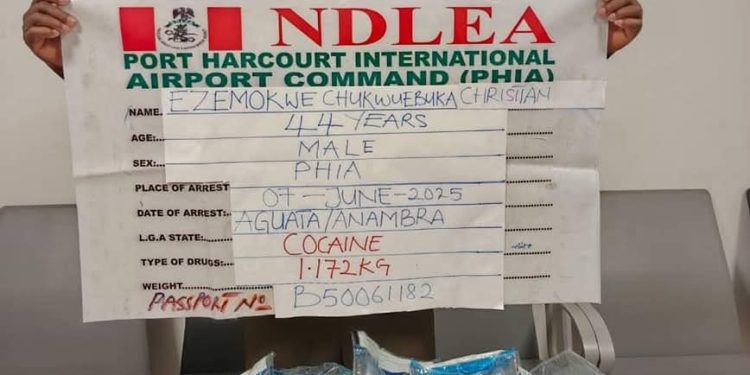 NDLEA
PORT HARCOURT INTERNATIONAL
AIRPORT COMMAND (PHIA)
NAME: EZEMOKWE CHUKWUEBUKA CHRISTIAN
AGE: 44 YEARS
SEX: MALE
PLACE OF ARREST PHIA
DATE OF ARREST: 07-JUNE-2025
L.G.A STATE: AGUATA/ANAMBRA
TYPE OF DRUGS: COCAINE
WEIGHT 1.172KG
PASSPORT NO B50061182